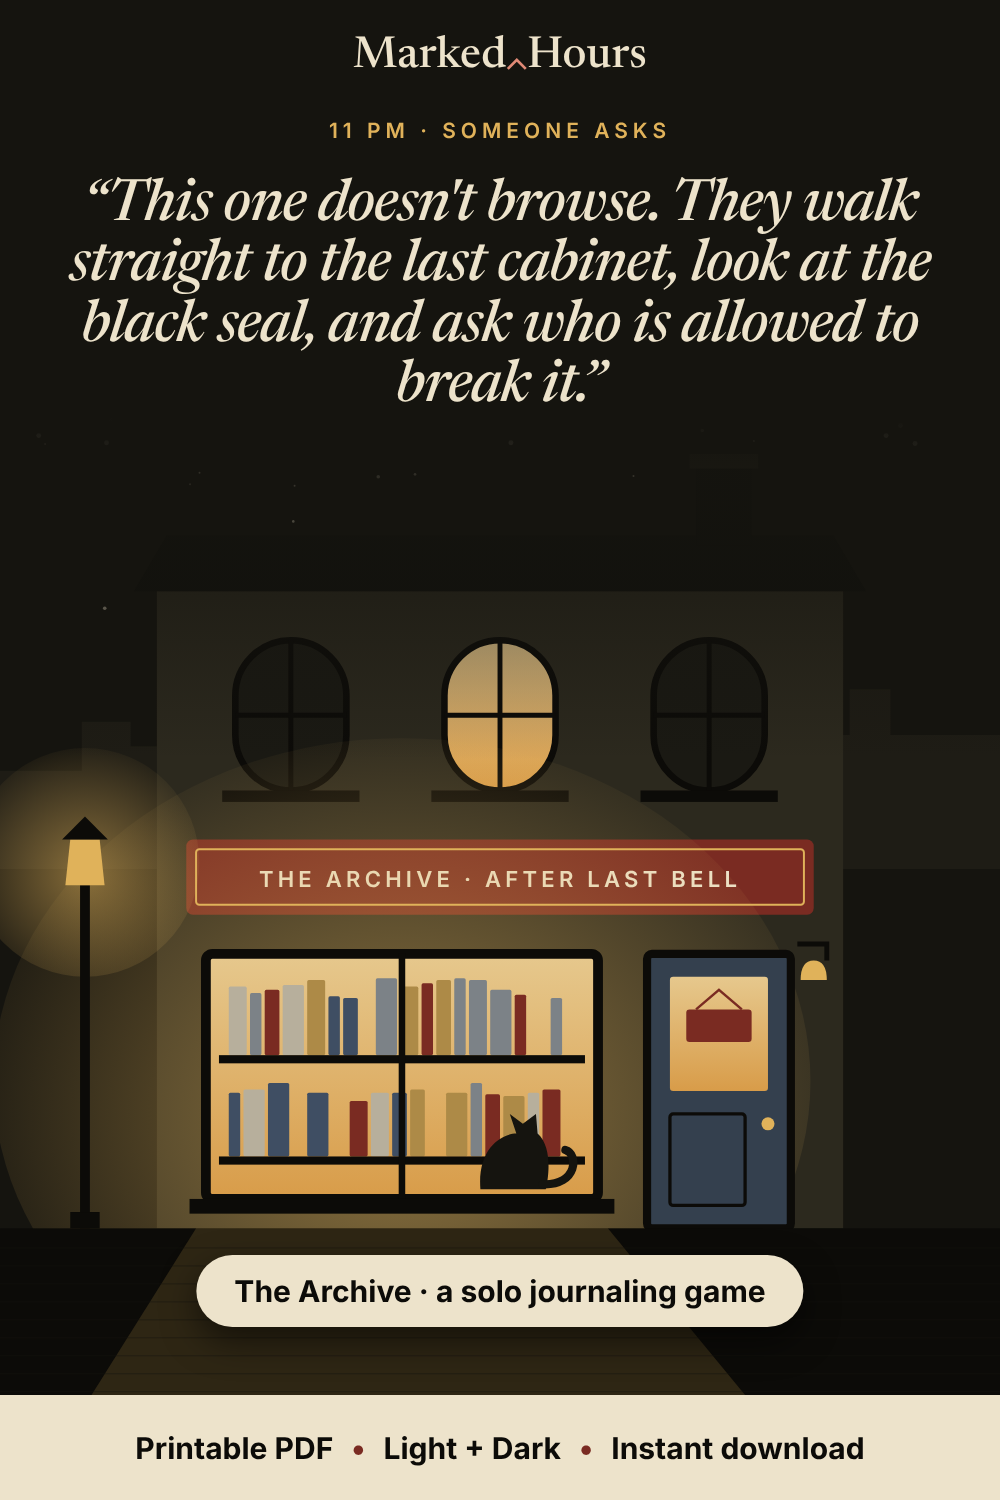 Marked‸Hours
11 PM · SOMEONE ASKS
“This one doesn't browse. They walk
straight to the last cabinet, look at the
black seal, and ask who is allowed to
break it.”
THE ARCHIVE · AFTER LAST BELL
The Archive · a solo journaling game
Printable PDF • Light + Dark • Instant download